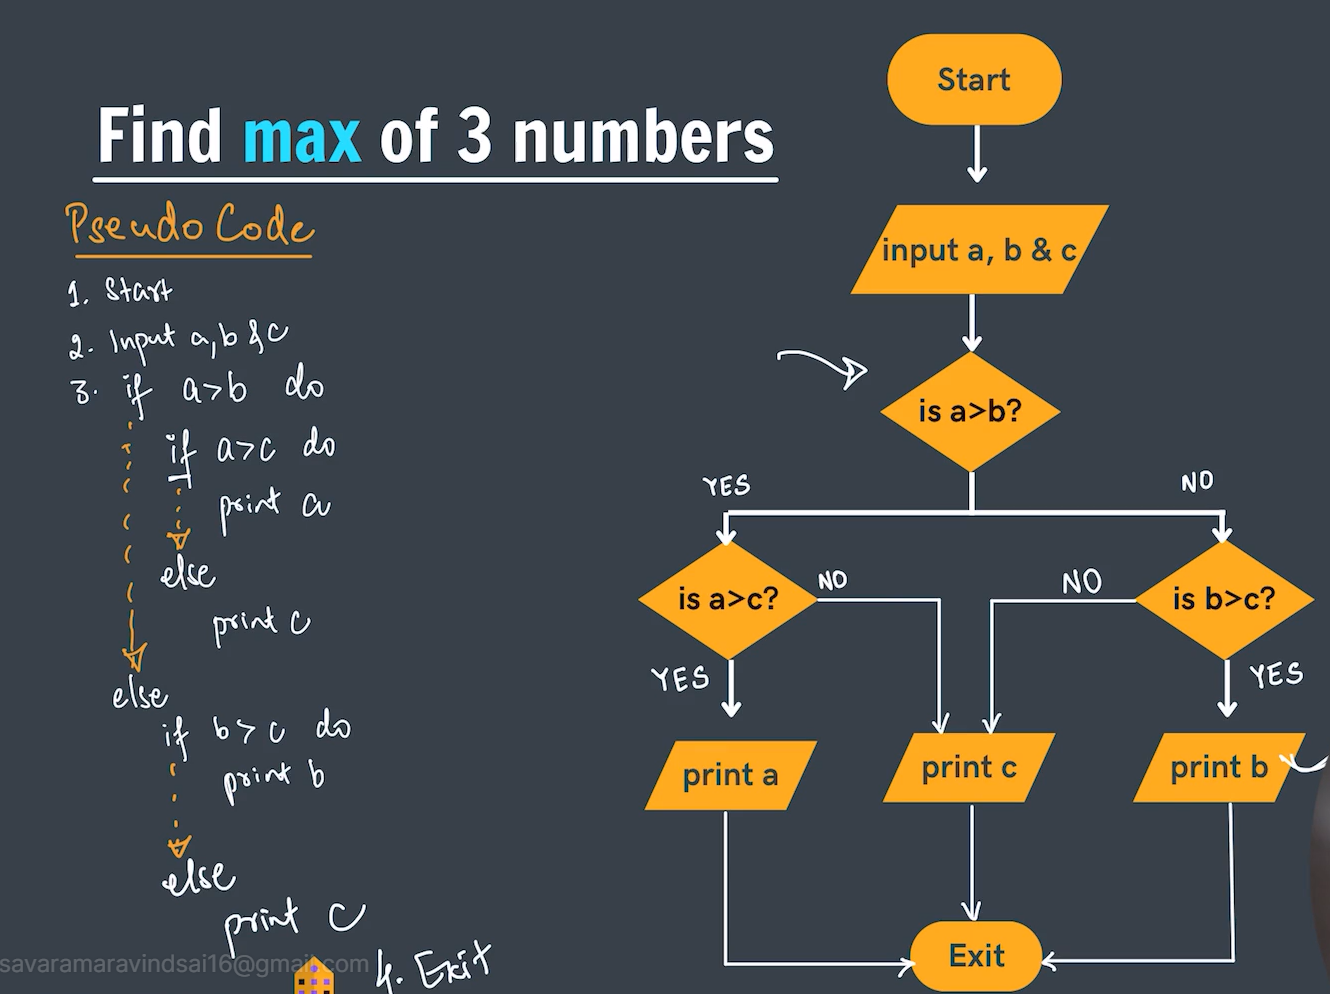 Find max of 3 numbers
Pseudo Code
1. Start
2. Input a, b & c
3. if a>b do
if a>c do
print a
else
print c
else
if b>c do
print b
else
print c
4. Exit
savaramaravindsai16@gmail.com
Start
input a, b & c
is a>b?
YES
NO
is a>c?
NO
NO
is b>c?
YES
YES
print a
print c
print b
Exit